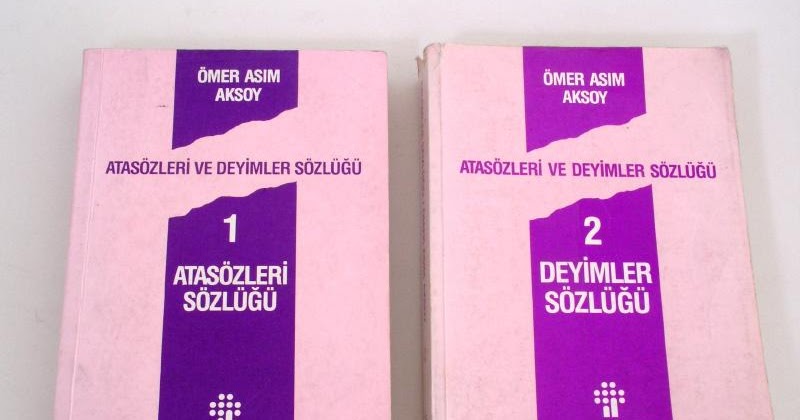 ÖMER ASIM
AKSOY
ATASÖZLERİ VE DEYİMLER SÖZLÜĞÜ
1
ATASÖZLERİ
SÖZLÜĞÜ
ÖMER ASIM
AKSOY
ATASÖZLERİ VE DEYİMLER SÖZLÜĞÜ
2
DEYİMLER
SÖZLÜĞÜ